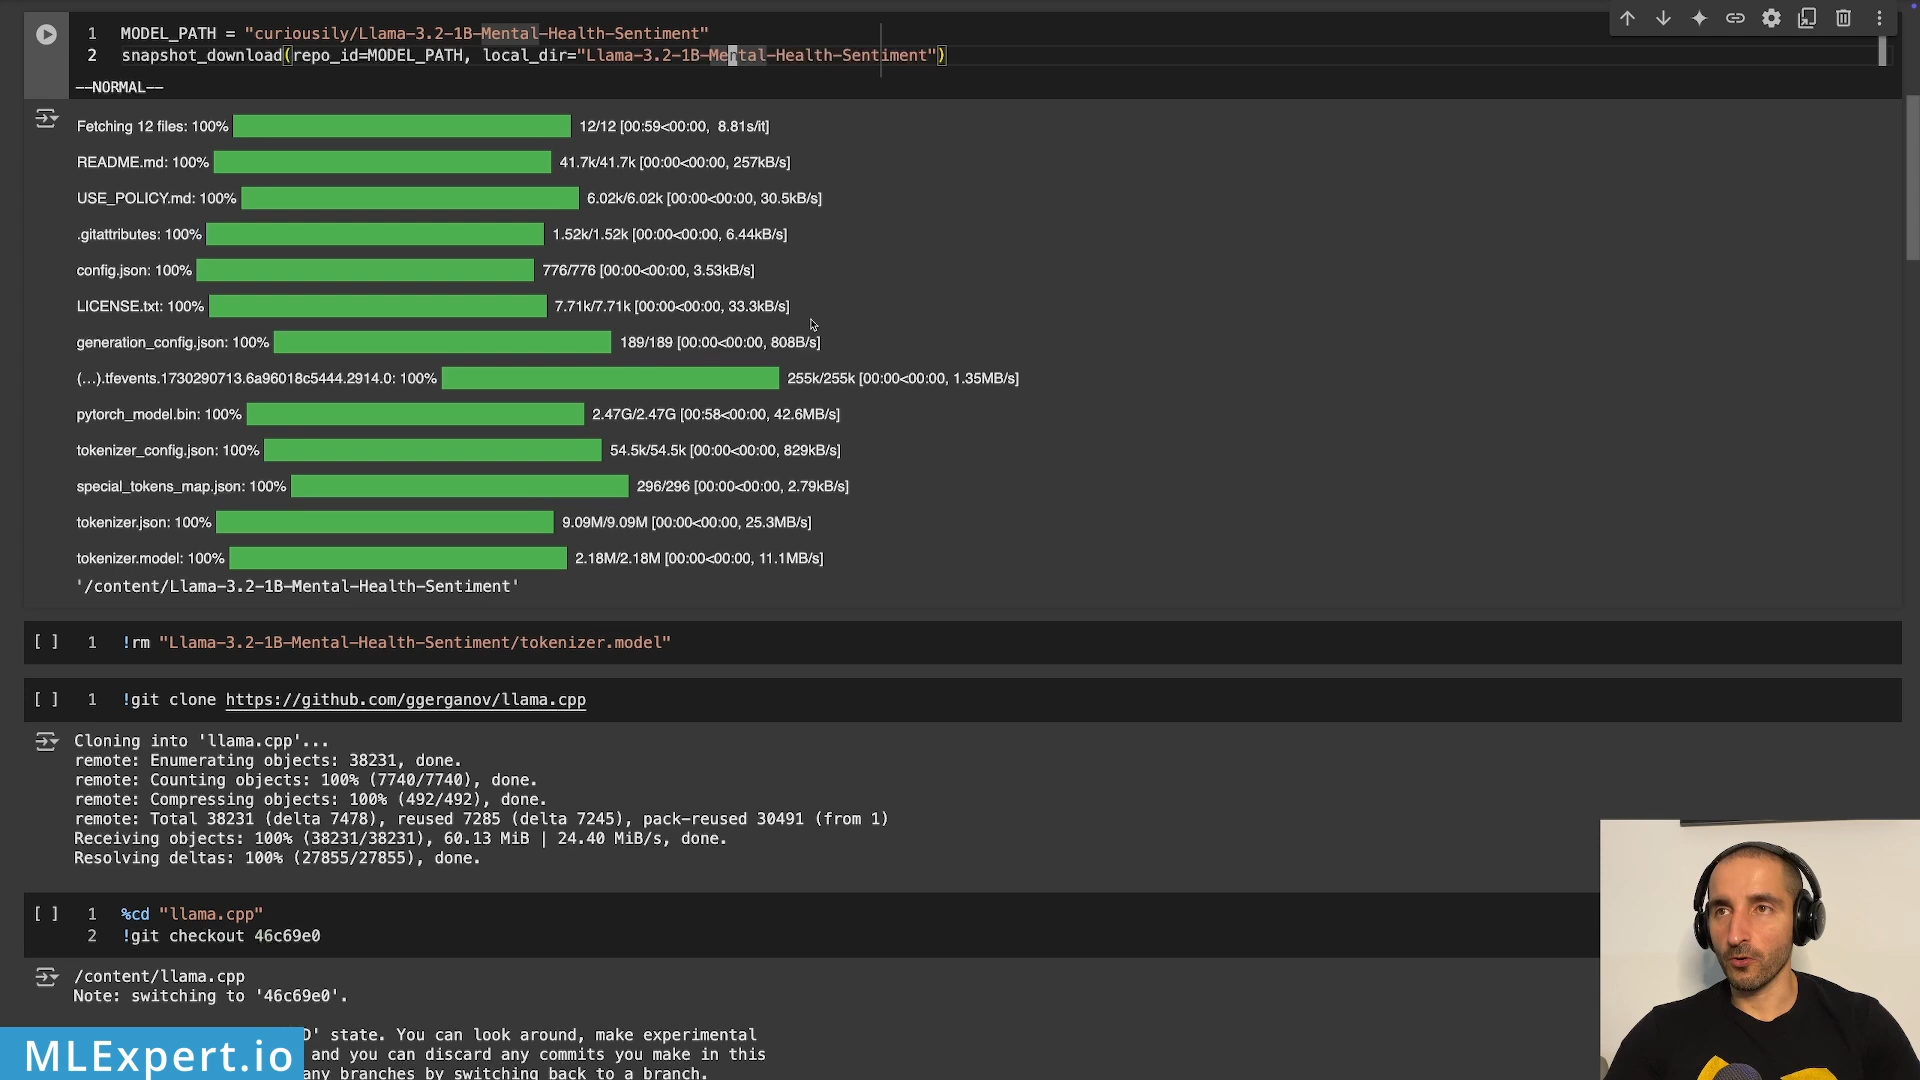 1 MODEL_PATH = "curiousily/Llama-3.2-1B-Mental-Health-Sentiment"
2 snapshot_download(repo_id=MODEL_PATH, local_dir="Llama-3.2-1B-Mental-Health-Sentiment")
--NORMAL--
Fetching 12 files: 100% 12/12 [00:59<00:00, 8.81s/it]
README.md: 100% 41.7k/41.7k [00:00<00:00, 257kB/s]
USE_POLICY.md: 100% 6.02k/6.02k [00:00<00:00, 30.5kB/s]
.gitattributes: 100% 1.52k/1.52k [00:00<00:00, 6.44kB/s]
config.json: 100% 776/776 [00:00<00:00, 3.53kB/s]
LICENSE.txt: 100% 7.71k/7.71k [00:00<00:00, 33.3kB/s]
generation_config.json: 100% 189/189 [00:00<00:00, 808B/s]
(…).tfevents.1730290713.6a96018c5444.2914.0: 100% 255k/255k [00:00<00:00, 1.35MB/s]
pytorch_model.bin: 100% 2.47G/2.47G [00:58<00:00, 42.6MB/s]
tokenizer_config.json: 100% 54.5k/54.5k [00:00<00:00, 829kB/s]
special_tokens_map.json: 100% 296/296 [00:00<00:00, 2.79kB/s]
tokenizer.json: 100% 9.09M/9.09M [00:00<00:00, 25.3MB/s]
tokenizer.model: 100% 2.18M/2.18M [00:00<00:00, 11.1MB/s]
'/content/Llama-3.2-1B-Mental-Health-Sentiment'
[ ] 1 !rm "Llama-3.2-1B-Mental-Health-Sentiment/tokenizer.model"
[ ] 1 !git clone https://github.com/ggerganov/llama.cpp
Cloning into 'llama.cpp'...
remote: Enumerating objects: 38231, done.
remote: Counting objects: 100% (7740/7740), done.
remote: Compressing objects: 100% (492/492), done.
remote: Total 38231 (delta 7478), reused 7285 (delta 7245), pack-reused 30491 (from 1)
Receiving objects: 100% (38231/38231), 60.13 MiB | 24.40 MiB/s, done.
Resolving deltas: 100% (27855/27855), done.
[ ] 1 %cd "llama.cpp"
2 !git checkout 46c69e0
/content/llama.cpp
Note: switching to '46c69e0'.
D' state. You can look around, make experimental
and you can discard any commits you make in this
any branches by switching back to a branch.
MLExpert.io